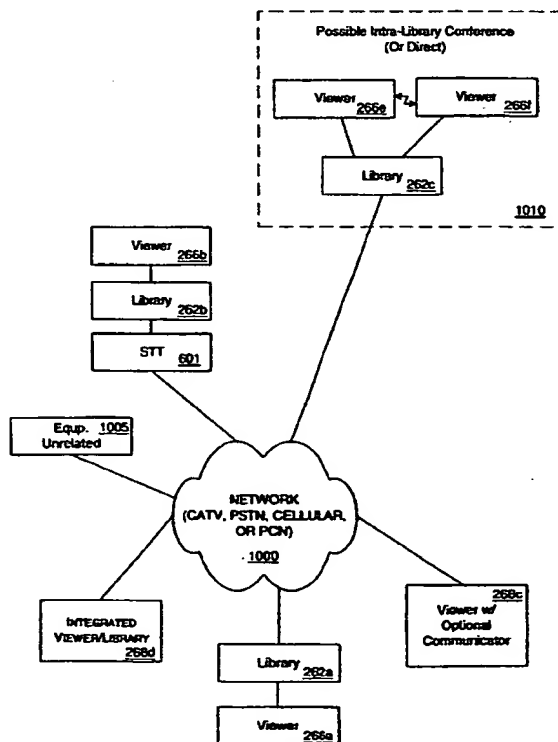 Possible Intra-Library Conference
(Or Direct)
Viewer
266e
Viewer
266f
Library
262c
1010
Viewer
266b
Library
262b
STT
601
Equp. 1005
Unrelated
NETWORK
(CATV, PSTN, CELLULAR,
OR PCN)
1000
INTEGRATED
VIEWER/LIBRARY
268d
268c
Viewer w/
Optional
Communicator
Library
262a
Viewer
266a